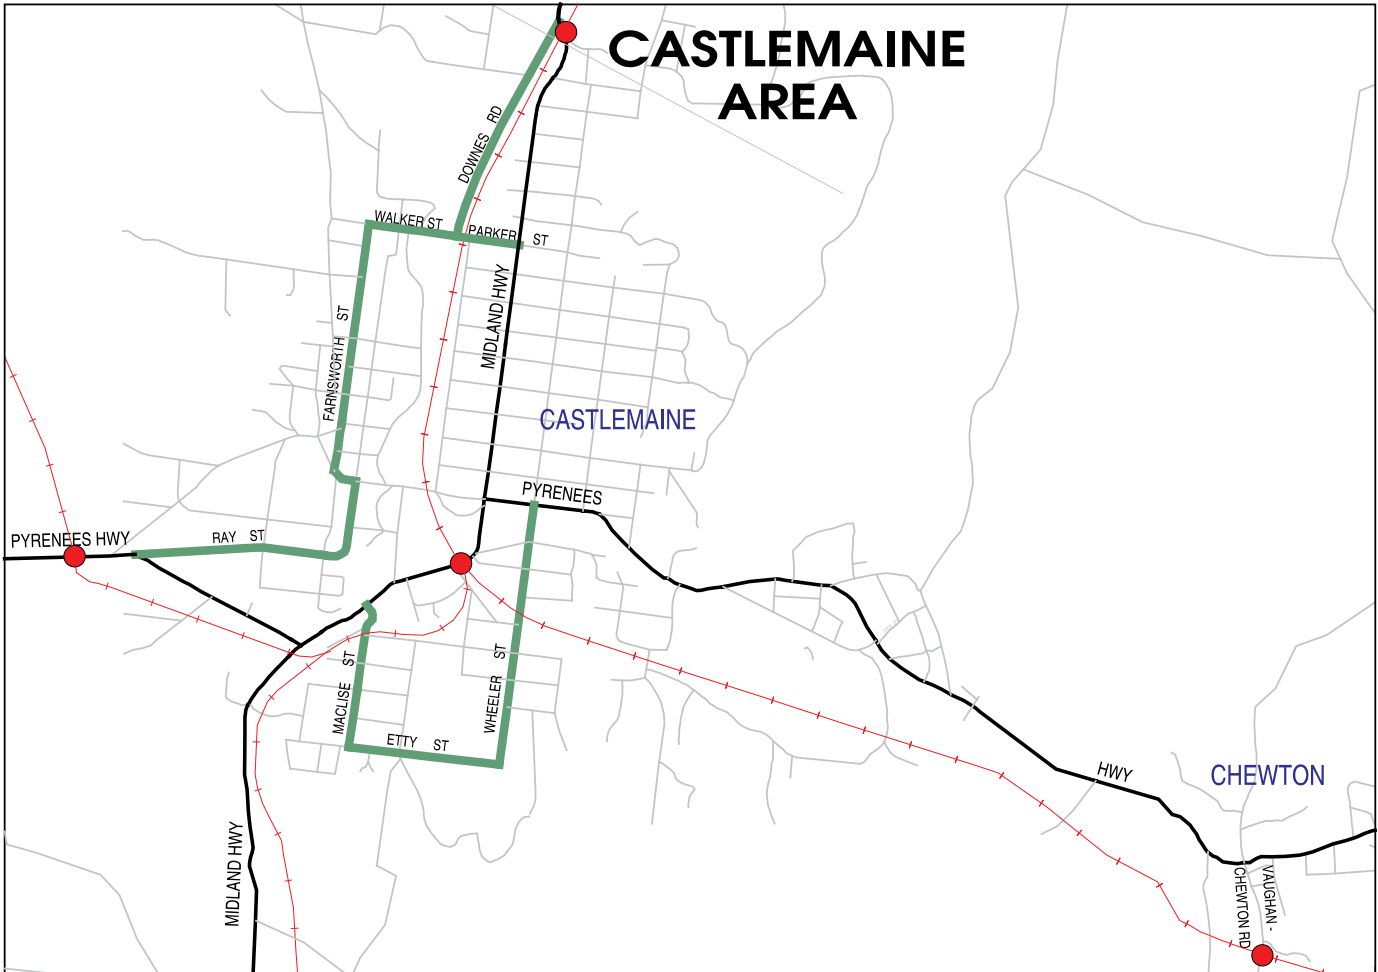 CASTLEMAINE
AREA
DOWNES RD
WALKER ST
PARKER ST
MIDLAND HWY
FARNSWORTH ST
CASTLEMAINE
PYRENEES
PYRENEES HWY
RAY ST
MACLISE ST
WHEELER ST
ETTY ST
HWY
CHEWTON
MIDLAND HWY
VAUGHAN -
CHEWTON RD